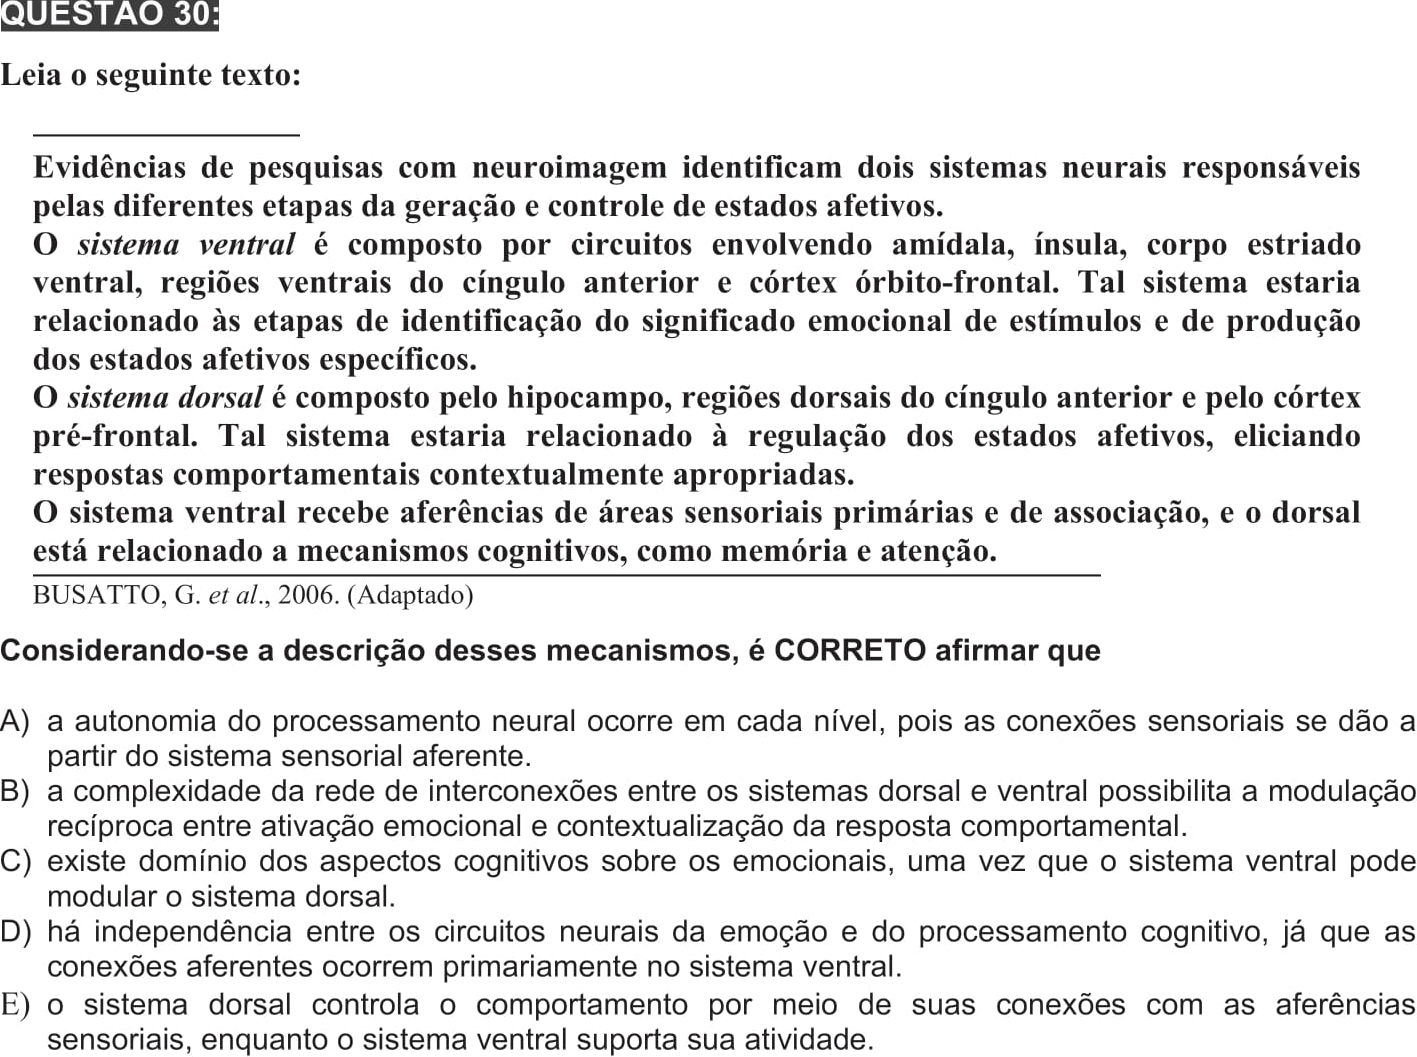 QUESTÃO 30:
Leia o seguinte texto:
Evidências de pesquisas com neuroimagem identificam dois sistemas neurais responsáveis
pelas diferentes etapas da geração e controle de estados afetivos.
O sistema ventral é composto por circuitos envolvendo amídala, ínsula, corpo estriado
ventral, regiões ventrais do cíngulo anterior e córtex órbito-frontal. Tal sistema estaria
relacionado às etapas de identificação do significado emocional de estímulos e de produção
dos estados afetivos específicos.
O sistema dorsal é composto pelo hipocampo, regiões dorsais do cíngulo anterior e pelo córtex
pré-frontal. Tal sistema estaria relacionado à regulação dos estados afetivos, eliciando
respostas comportamentais contextualmente apropriadas.
O sistema ventral recebe aferências de áreas sensoriais primárias e de associação, e o dorsal
está relacionado a mecanismos cognitivos, como memória e atenção.
BUSATTO, G. et al., 2006. (Adaptado)
Considerando-se a descrição desses mecanismos, é CORRETO afirmar que
A) a autonomia do processamento neural ocorre em cada nível, pois as conexões sensoriais se dão a
partir do sistema sensorial aferente.
B) a complexidade da rede de interconexões entre os sistemas dorsal e ventral possibilita a modulação
recíproca entre ativação emocional e contextualização da resposta comportamental.
C) existe domínio dos aspectos cognitivos sobre os emocionais, uma vez que o sistema ventral pode
modular o sistema dorsal.
D) há independência entre os circuitos neurais da emoção e do processamento cognitivo, já que as
conexões aferentes ocorrem primariamente no sistema ventral.
E) o sistema dorsal controla o comportamento por meio de suas conexões com as aferências
sensoriais, enquanto o sistema ventral suporta sua atividade.